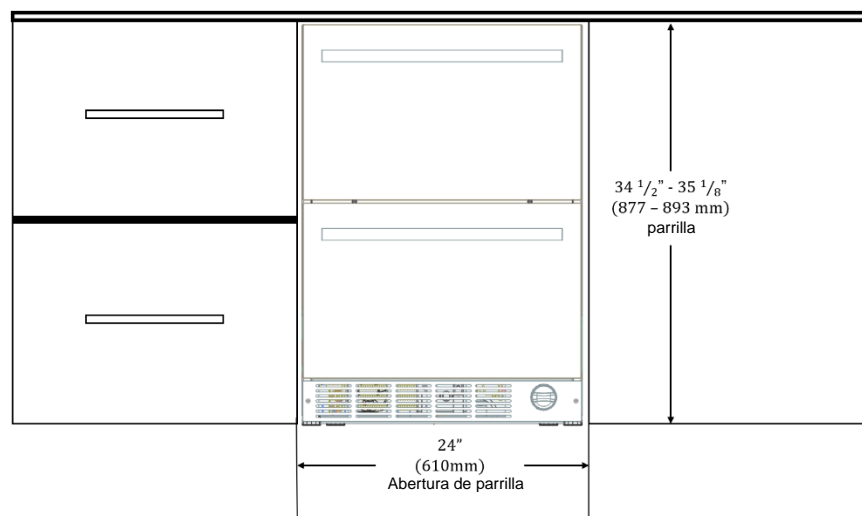 34 1/2” - 35 1/8”
(877 – 893 mm)
parrilla
24”
(610mm)
Abertura de parrilla